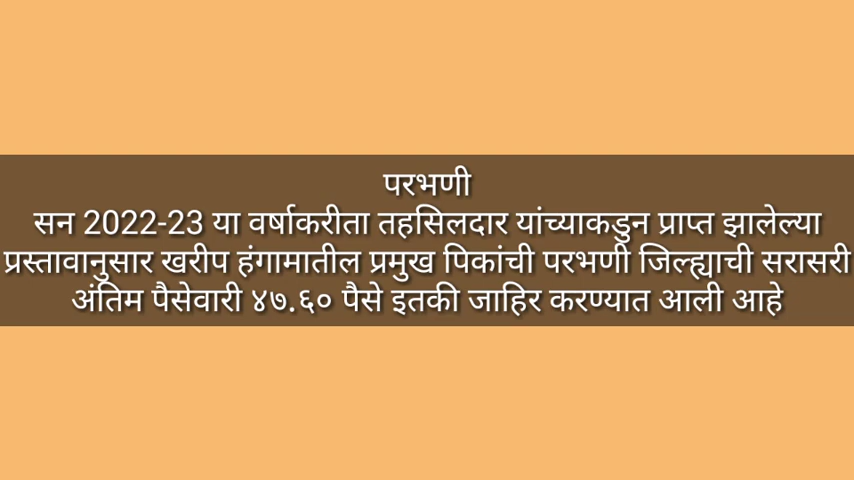 परभणी
सन 2022-23 या वर्षाकरीता तहसिलदार यांच्याकडुन प्राप्त झालेल्या
प्रस्तावानुसार खरीप हंगामातील प्रमुख पिकांची परभणी जिल्ह्याची सरासरी
अंतिम पैसेवारी ४७.६० पैसे इतकी जाहिर करण्यात आली आहे